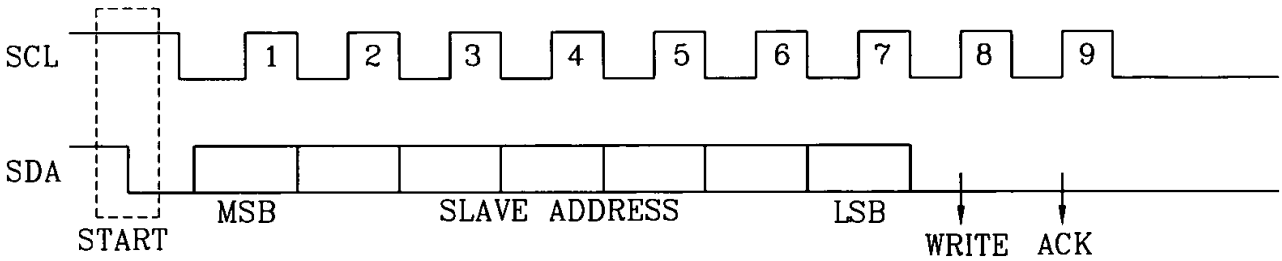 SCL 1 2 3 4 5 6 7 8 9
SDA
MSB SLAVE ADDRESS LSB
START
WRITE ACK